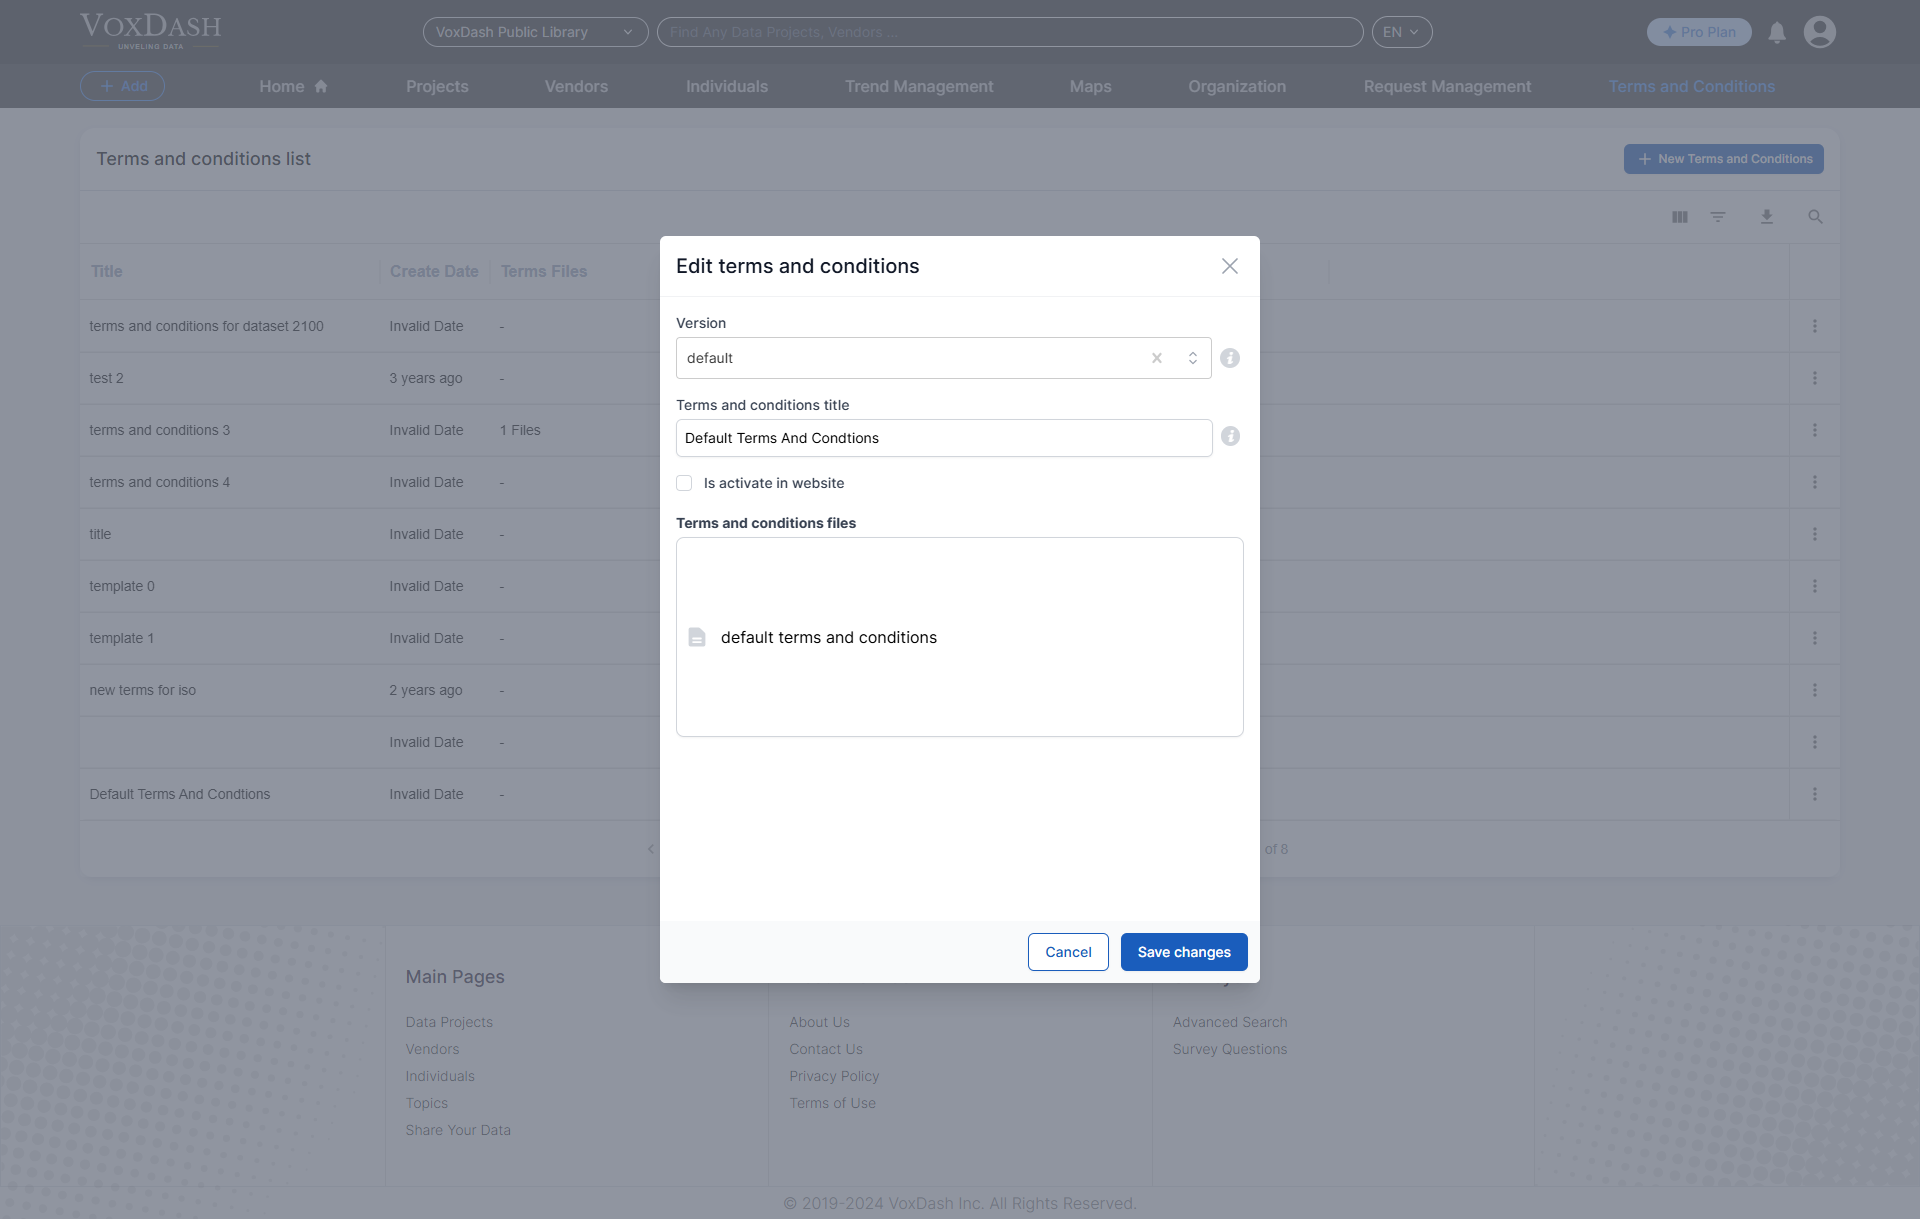 VOXDASH
UNVEILING DATA
VoxDash Public Library
Find Any Data Projects, Vendors ...
EN
Pro Plan
+ Add
Home
Projects
Vendors
Individuals
Trend Management
Maps
Organization
Request Management
Terms and Conditions
Terms and conditions list
+ New Terms and Conditions
Title
Create Date
Terms Files
terms and conditions for dataset 2100
Invalid Date
-
test 2
3 years ago
-
terms and conditions 3
Invalid Date
1 Files
terms and conditions 4
Invalid Date
-
title
Invalid Date
-
template 0
Invalid Date
-
template 1
Invalid Date
-
new terms for iso
2 years ago
-
Invalid Date
-
Default Terms And Condtions
Invalid Date
-
of 8
Edit terms and conditions
Version
default
Terms and conditions title
Default Terms And Condtions
Is activate in website
Terms and conditions files
default terms and conditions
Cancel
Save changes
Main Pages
Data Projects
Vendors
Individuals
Topics
Share Your Data
About Us
Contact Us
Privacy Policy
Terms of Use
Advanced Search
Survey Questions
© 2019-2024 VoxDash Inc. All Rights Reserved.